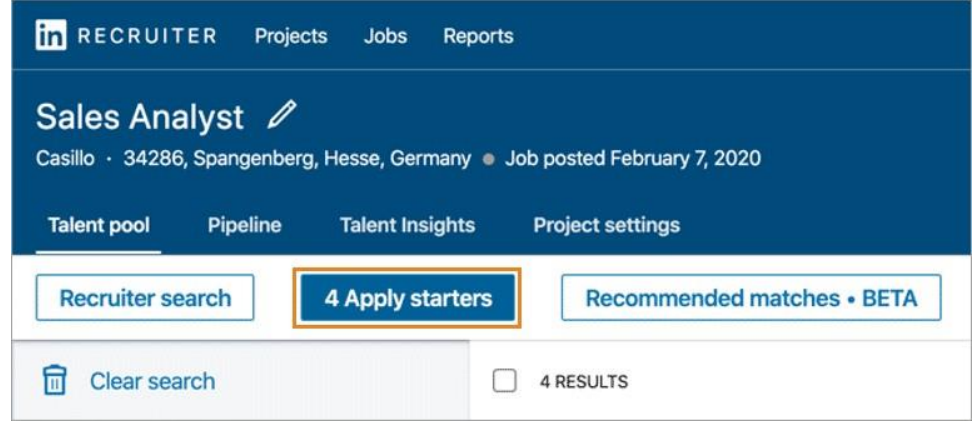 in RECRUITER Projects Jobs Reports
Sales Analyst
Casillo · 34286, Spangenberg, Hesse, Germany ● Job posted February 7, 2020
Talent pool Pipeline Talent Insights Project settings
Recruiter search 4 Apply starters Recommended matches • BETA
Clear search 4 RESULTS